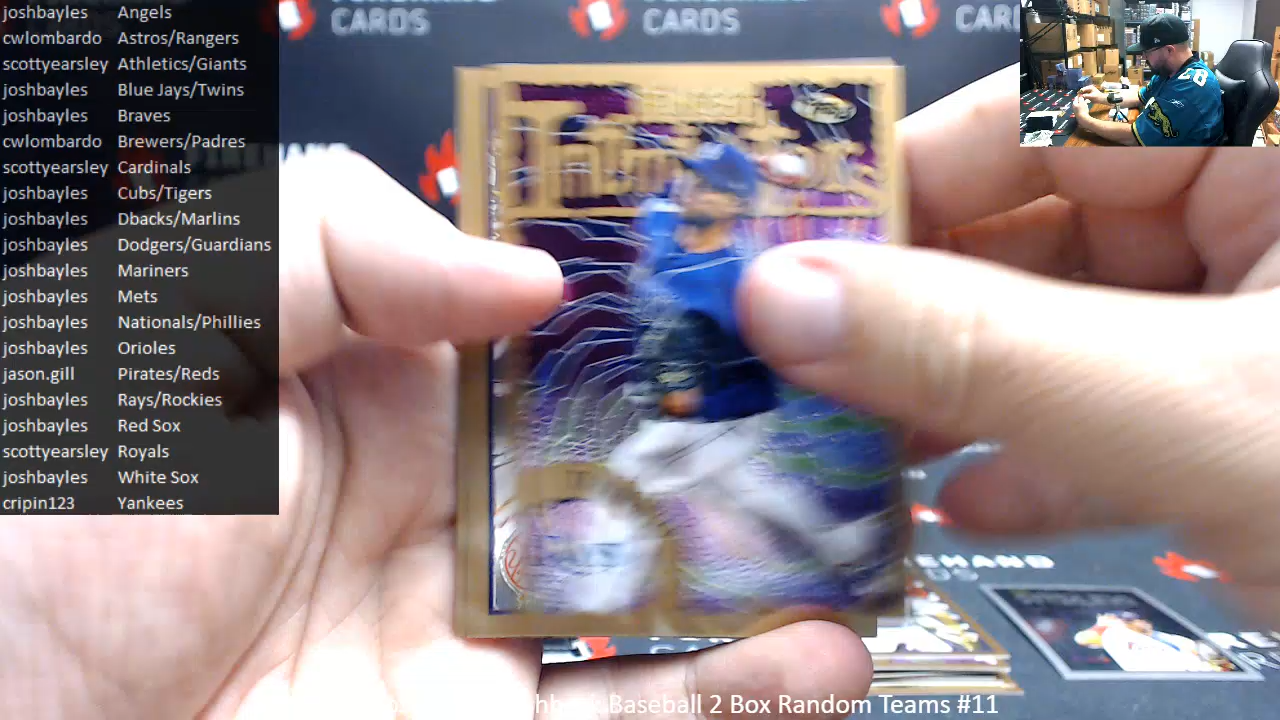 joshbayles Angels
cwlombardo Astros/Rangers
scottyearsley Athletics/Giants
joshbayles Blue Jays/Twins
joshbayles Braves
cwlombardo Brewers/Padres
scottyearsley Cardinals
joshbayles Cubs/Tigers
joshbayles Dbacks/Marlins
joshbayles Dodgers/Guardians
joshbayles Mariners
joshbayles Mets
joshbayles Nationals/Phillies
joshbayles Orioles
jason.gill Pirates/Reds
joshbayles Rays/Rockies
joshbayles Red Sox
scottyearsley Royals
joshbayles White Sox
cripin123 Yankees
CARDS
CARDS
CAR
RAYS
Baseball 2 Box Random Teams #11